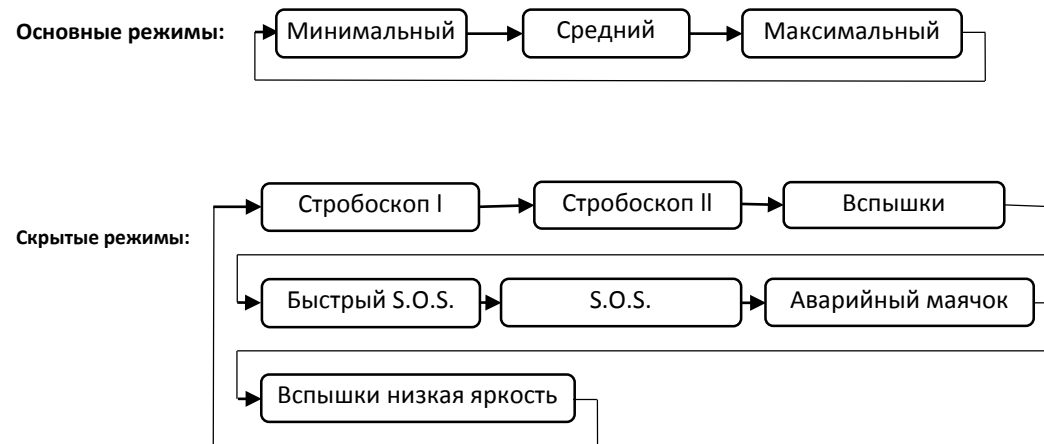 Основные режимы: Минимальный Средний Максимальный
Стробоскоп I Стробоскоп II Вспышки
Скрытые режимы:
Быстрый S.O.S. S.O.S. Аварийный маячок
Вспышки низкая яркость